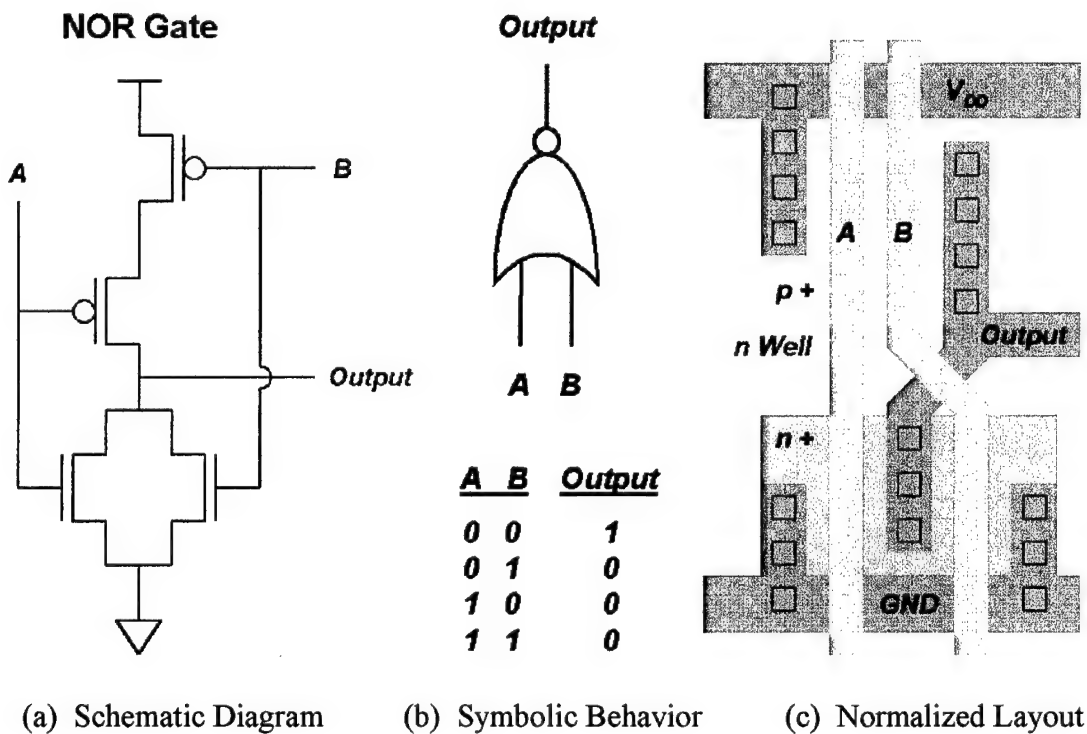 NOR Gate
A
B
Output
Output
A B
A B Output
0 0 1
0 1 0
1 0 0
1 1 0
VDD
A B
p +
n Well
Output
n +
GND
(a) Schematic Diagram (b) Symbolic Behavior (c) Normalized Layout